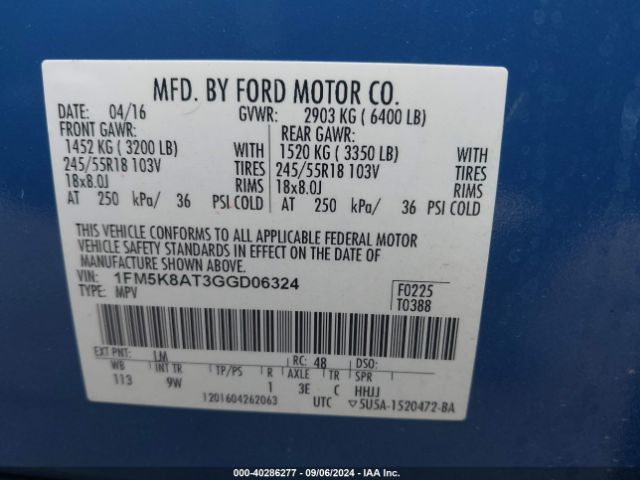 MFD. BY FORD MOTOR CO.
DATE: 04/16 GVWR: 2903 KG ( 6400 LB)
FRONT GAWR: REAR GAWR:
1452 KG ( 3200 LB) WITH 1520 KG ( 3350 LB) WITH
245/55R18 103V TIRES 245/55R18 103V TIRES
18x8.0J RIMS 18x8.0J RIMS
AT 250 kPa/ 36 PSI COLD AT 250 kPa/ 36 PSI COLD
THIS VEHICLE CONFORMS TO ALL APPLICABLE FEDERAL MOTOR
VEHICLE SAFETY STANDARDS IN EFFECT ON THE DATE OF
MANUFACTURE SHOWN ABOVE.
VIN: 1FM5K8AT3GGD06324 F0225
TYPE: MPV T0388
EXT PNT: LM RC: 48 DSO:
WB INT TR TP/PS R AXLE TR SPR
113 9W 1 3E C HHJJ
1201604262063 UTC ▽5U5A-1520472-BA
000-40286277 - 09/06/2024 - IAAI.com